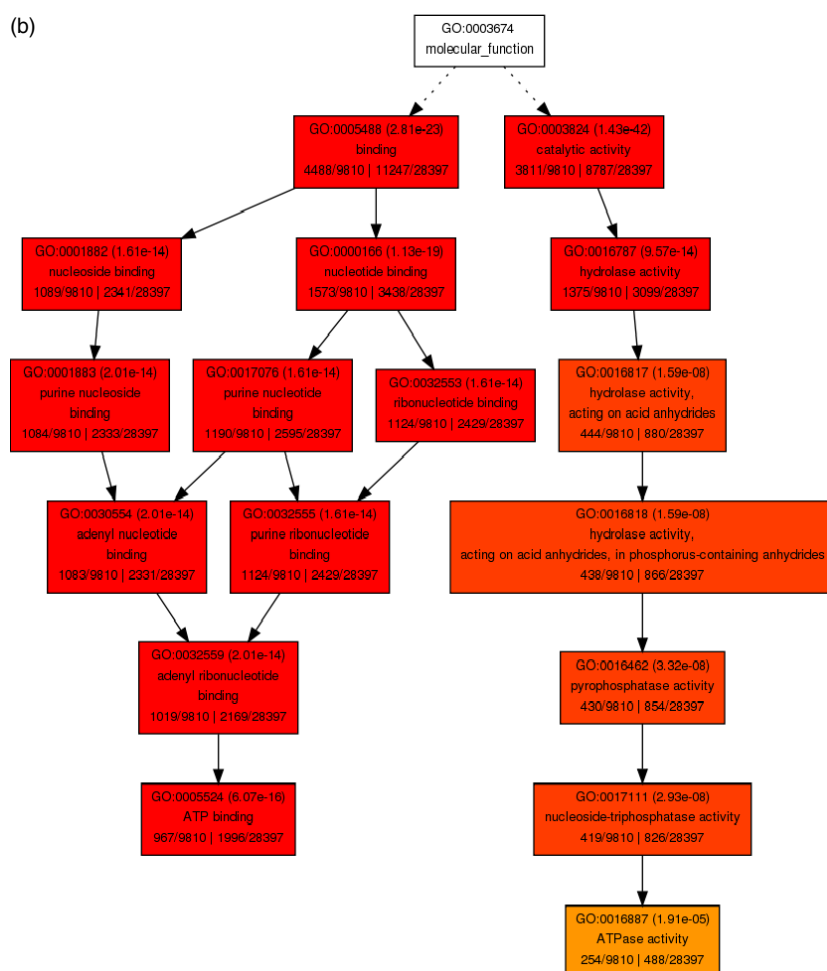 (b)
GO:0003674
molecular_function
GO:0005488 (2.81e-23)
binding
4488/9810 | 11247/28397
GO:0003824 (1.43e-42)
catalytic activity
3811/9810 | 8787/28397
GO:0001882 (1.61e-14)
nucleoside binding
1089/9810 | 2341/28397
GO:0000166 (1.13e-19)
nucleotide binding
1573/9810 | 3438/28397
GO:0016787 (9.57e-14)
hydrolase activity
1375/9810 | 3099/28397
GO:0001883 (2.01e-14)
purine nucleoside
binding
1084/9810 | 2333/28397
GO:0017076 (1.61e-14)
purine nucleotide
binding
1190/9810 | 2595/28397
GO:0032553 (1.61e-14)
ribonucleotide binding
1124/9810 | 2429/28397
GO:0016817 (1.59e-08)
hydrolase activity,
acting on acid anhydrides
444/9810 | 880/28397
GO:0030554 (2.01e-14)
adenyl nucleotide
binding
1083/9810 | 2331/28397
GO:0032555 (1.61e-14)
purine ribonucleotide
binding
1124/9810 | 2429/28397
GO:0016818 (1.59e-08)
hydrolase activity,
acting on acid anhydrides, in phosphorus-containing anhydrides
438/9810 | 866/28397
GO:0032559 (2.01e-14)
adenyl ribonucleotide
binding
1019/9810 | 2169/28397
GO:0016462 (3.32e-08)
pyrophosphatase activity
430/9810 | 854/28397
GO:0005524 (6.07e-16)
ATP binding
967/9810 | 1996/28397
GO:0017111 (2.93e-08)
nucleoside-triphosphatase activity
419/9810 | 826/28397
GO:0016887 (1.91e-05)
ATPase activity
254/9810 | 488/28397